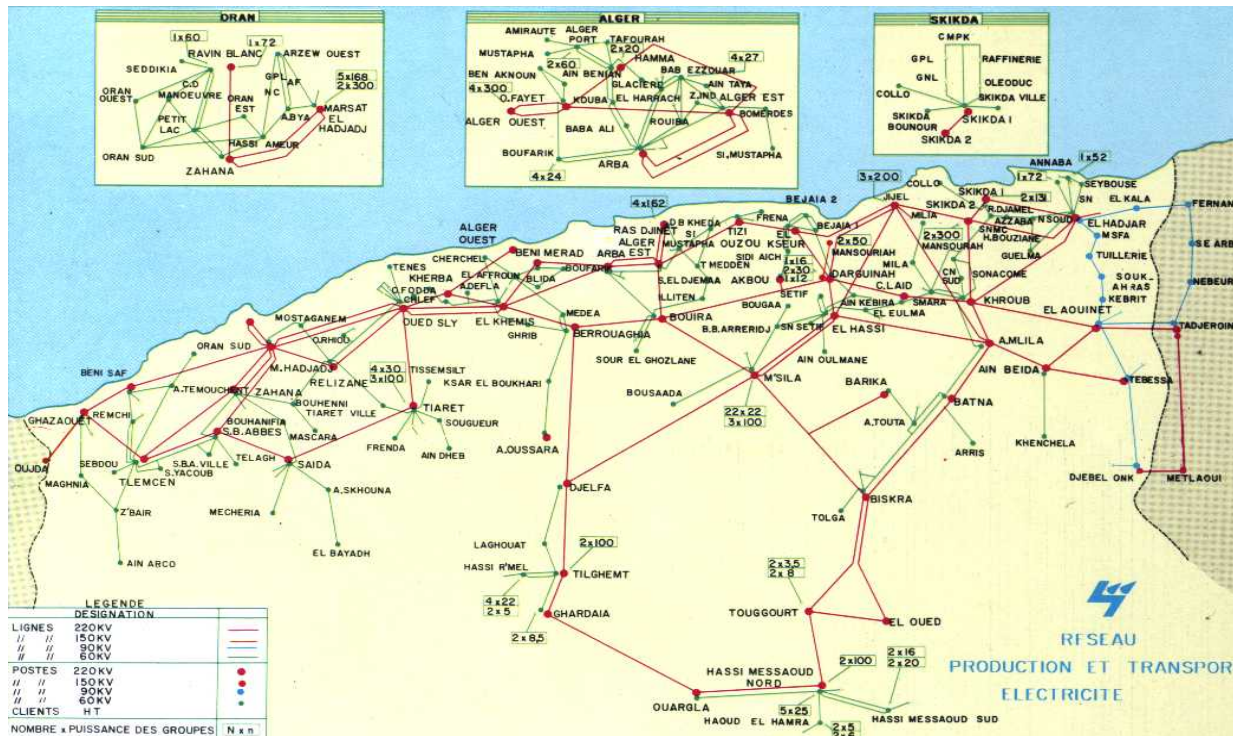 ORAN
1x60
1x72
RAVIN BLANC
ARZEW OUEST
SEDDIKIA
C.D
MANOEUVRE
GPL
AF
NC
5x168
2x300
ORAN
OUEST
ORAN
EST
MARSAT
EL
HADJADJ
PETIT
LAC
A.BYA
HASSI AMEUR
ORAN SUD
ZAHANA
ALGER
AMIRAUTE
ALGER
PORT
TAFOURAH
2x20
MUSTAPHA
HAMMA
4x27
2x60
BAB EZZOUAR
BEN AKNOUN
AIN BENIAN
GLACIERE
AIN TAYA
4x300
O.FAYET
KOUBA
EL HARRACH
Z.IND
ALGER EST
ALGER OUEST
BOMERDES
BABA ALI
ROUIBA
BOUFARIK
ARBA
SI.MUSTAPHA
4x24
SKIKDA
CMPK
GPL
RAFFINERIE
GNL
OLEODUC
COLLO
SKIKDA VILLE
SKIKDA
BOUNOUR
SKIKDA 1
SKIKDA 2
ANNABA
1x52
3x200
COLLO
SKIKDA 1
1x72
SEYBOUSE
4x162
BEJAIA 2
JIJEL
SKIKDA 2
2x131
SN
EL KALA
FERNAN
D.B KHEDA
FRENA
MILIA
R.DJAMEL
AZZABA
NSOUD
EL HADJAR
RAS DJINET
SI
MUSTAPHA
TIZI
OUZOU
EL
KSEUR
BEJAIA 1
2x50
2x300
SNMC
H.BOUZIANE
MSFA
ALGER
OUEST
ALGER
EST
SIDI AICH
MANSOURIAH
MANSOURAH
GUELMA
SE ARB
CHERCHEL
BENI MERAD
ARBA
T MEDDEN
1x16
2x30
1x12
MILA
CN
SUD
SONACOME
TUILLERIE
TENES
KHERBA
EL AFFROUN
BOUFARIK
S.ELDJEMAA
AKBOU
DARGUINAH
C.LAID
SOUK-
AHRAS
NEBEUR
O.FODDA
ADEFLA
BLIDA
ILLITEN
SETIF
AIN KEBIRA
SMARA
KHROUB
KEBRIT
CHLEF
BOUGAA
EL EULMA
EL AOUINET
OUED SLY
EL KHEMIS
MEDEA
BOUIRA
B.B.ARRERIDJ
SN SETIF
EL HASSI
TADJEROIN
MOSTAGANEM
GHRIB
BERROUAGHIA
A.MLILA
ORAN SUD
O.RHIOU
SOUR EL GHOZLANE
AIN OULMANE
M.HADJADJ
4x30
3x100
TISSEMSILT
AIN BEIDA
BENI SAF
RELIZANE
KSAR EL BOUKHARI
M'SILA
BARIKA
TEBESSA
A.TEMOUCHENT
ZAHANA
BOUSAADA
BOUHENNI
TIARET VILLE
TIARET
22x22
3x100
BATNA
REMCHI
BOUHANIFIA
SOUGUEUR
A.TOUTA
GHAZAOUET
S.B.ABBES
MASCARA
FRENDA
AIN DHEB
A.OUSSARA
ARRIS
KHENCHELA
OUJDA
SEBDOU
S.B.A.VILLE
TELAGH
SAIDA
S.YACOUB
MAGHNIA
TLEMCEN
DJEBEL ONK
METLAOUI
A.SKHOUNA
DJELFA
BISKRA
Z'BAIR
MECHERIA
TOLGA
EL BAYADH
LAGHOUAT
2x100
AIN ARCO
HASSI R'MEL
TILGHEMT
2x3,5
2x8
4x22
2x5
GHARDAIA
TOUGGOURT
EL OUED
2x8,5
HASSI MESSAOUD
NORD
2x100
2x16
2x20
OUARGLA
5x25
HAOUD EL HAMRA
HASSI MESSAOUD SUD
2x5
LEGENDE
DESIGNATION
LIGNES 220KV
// // 150KV
// // 90KV
// // 60KV
POSTES 220KV
// // 150KV
// // 90KV
// // 60KV
CLIENTS HT
NOMBRE x PUISSANCE DES GROUPES N x n
RESEAU
PRODUCTION ET TRANSPOR
ELECTRICITE